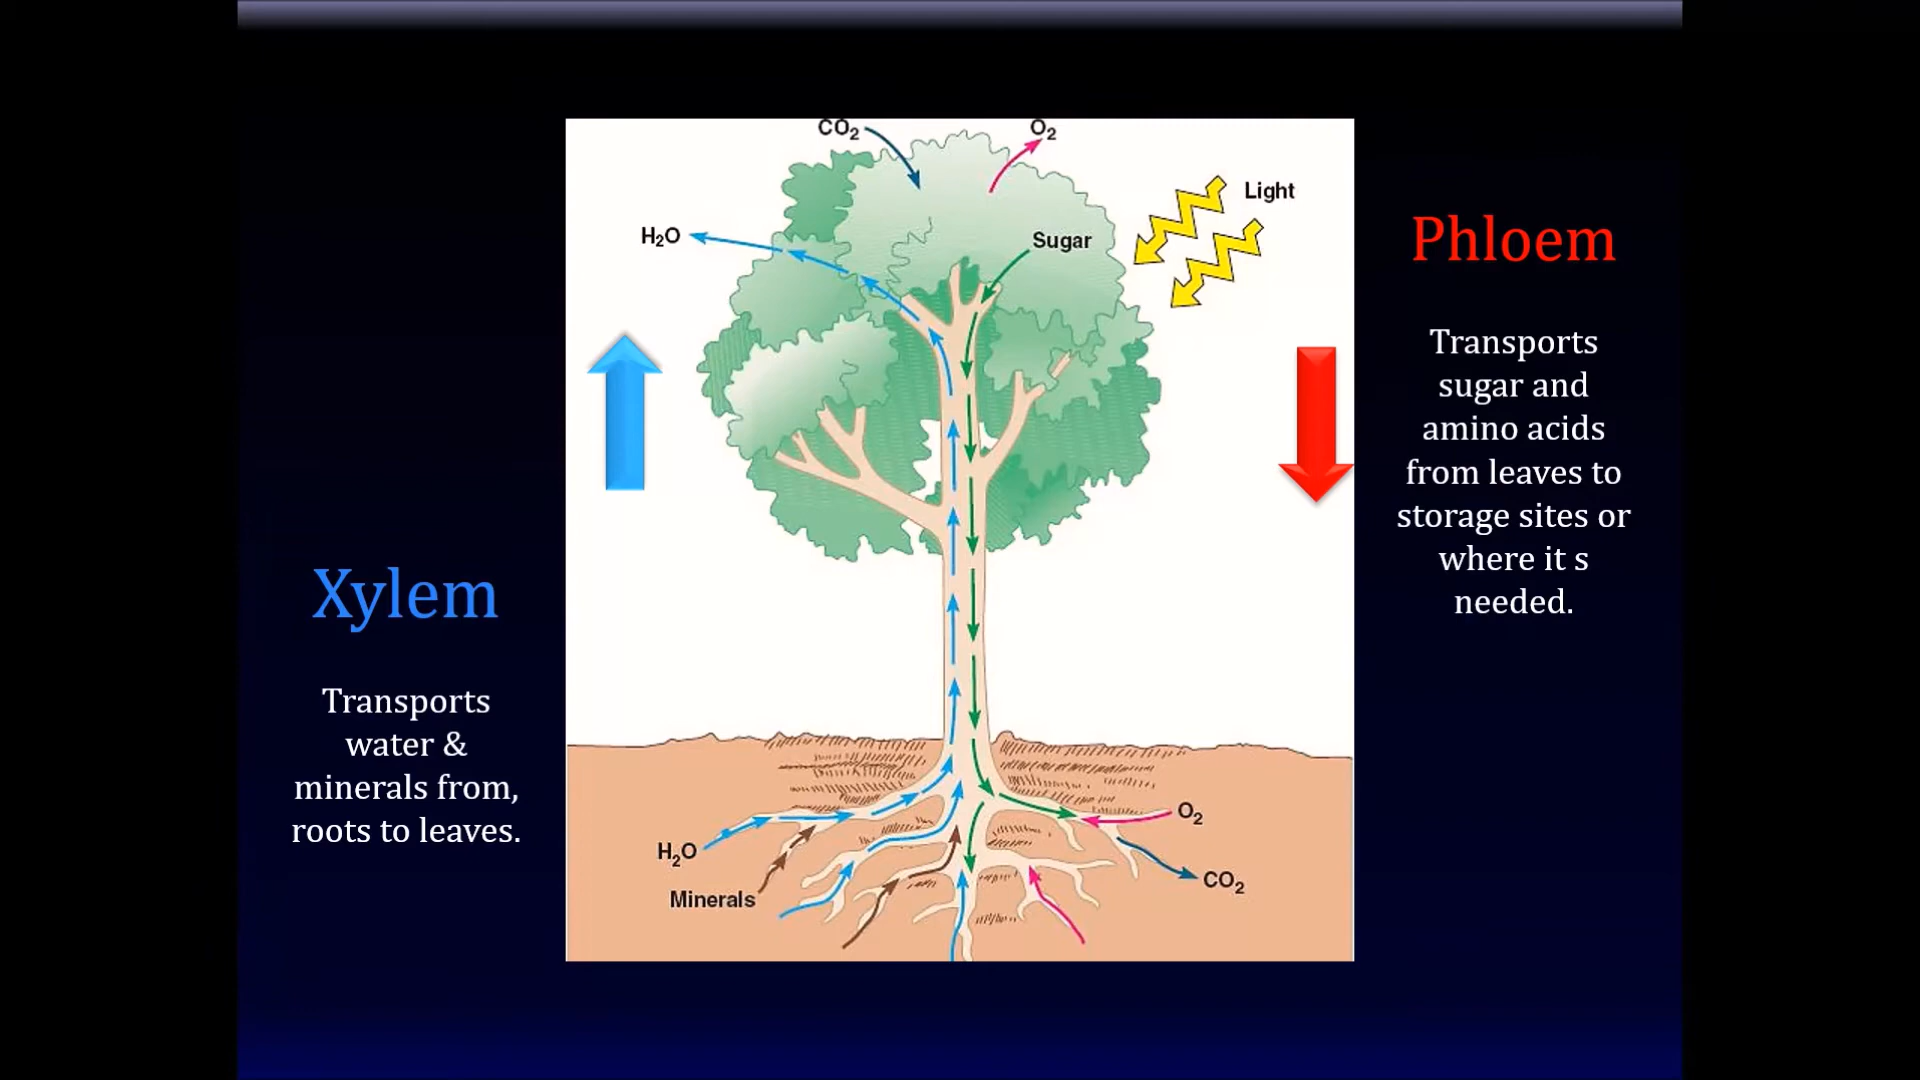 CO₂
O₂
Light
H₂O
Sugar
Phloem
Transports
sugar and
amino acids
from leaves to
storage sites or
where it s
needed.
Xylem
Transports
water &
minerals from,
roots to leaves.
O₂
H₂O
CO₂
Minerals